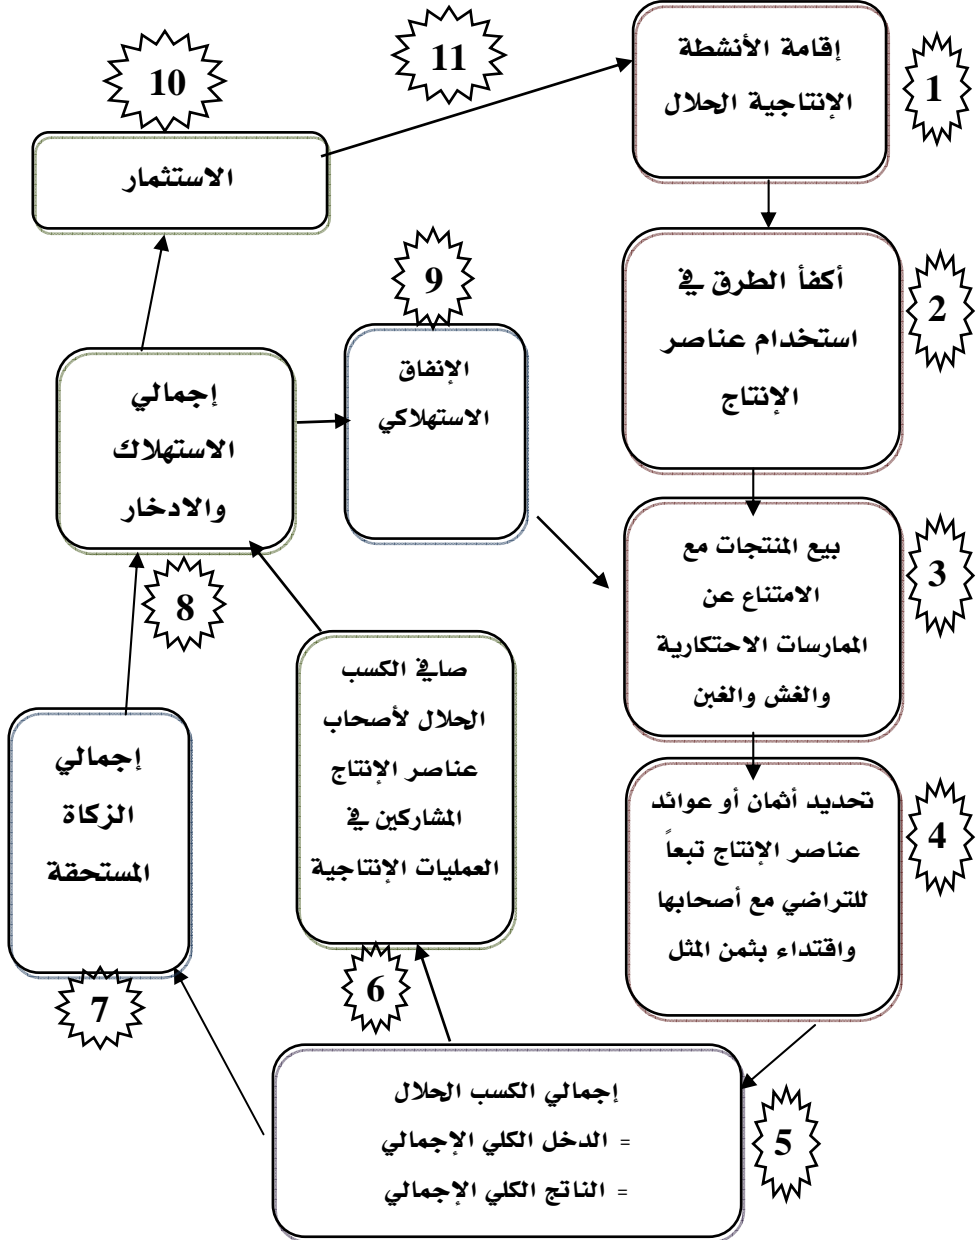 1
إقامة الأنشطة
الإنتاجية الحلال
2
أكفأ الطرق في
استخدام عناصر
الإنتاج
3
بيع المنتجات مع
الامتناع عن
الممارسات الاحتكارية
والغش والغبن
4
تحديد أثمان أو عوائد
عناصر الإنتاج تبعاً
للتراضي مع أصحابها
واقتداء بثمن المثل
5
إجمالي الكسب الحلال
= الدخل الكلي الإجمالي
= الناتج الكلي الإجمالي
6
صافي الكسب
الحلال لأصحاب
عناصر الإنتاج
المشاركين في
العمليات الإنتاجية
7
إجمالي
الزكاة
المستحقة
8
إجمالي
الاستهلاك
والادخار
9
الإنفاق
الاستهلاكي
10
الاستثمار
11